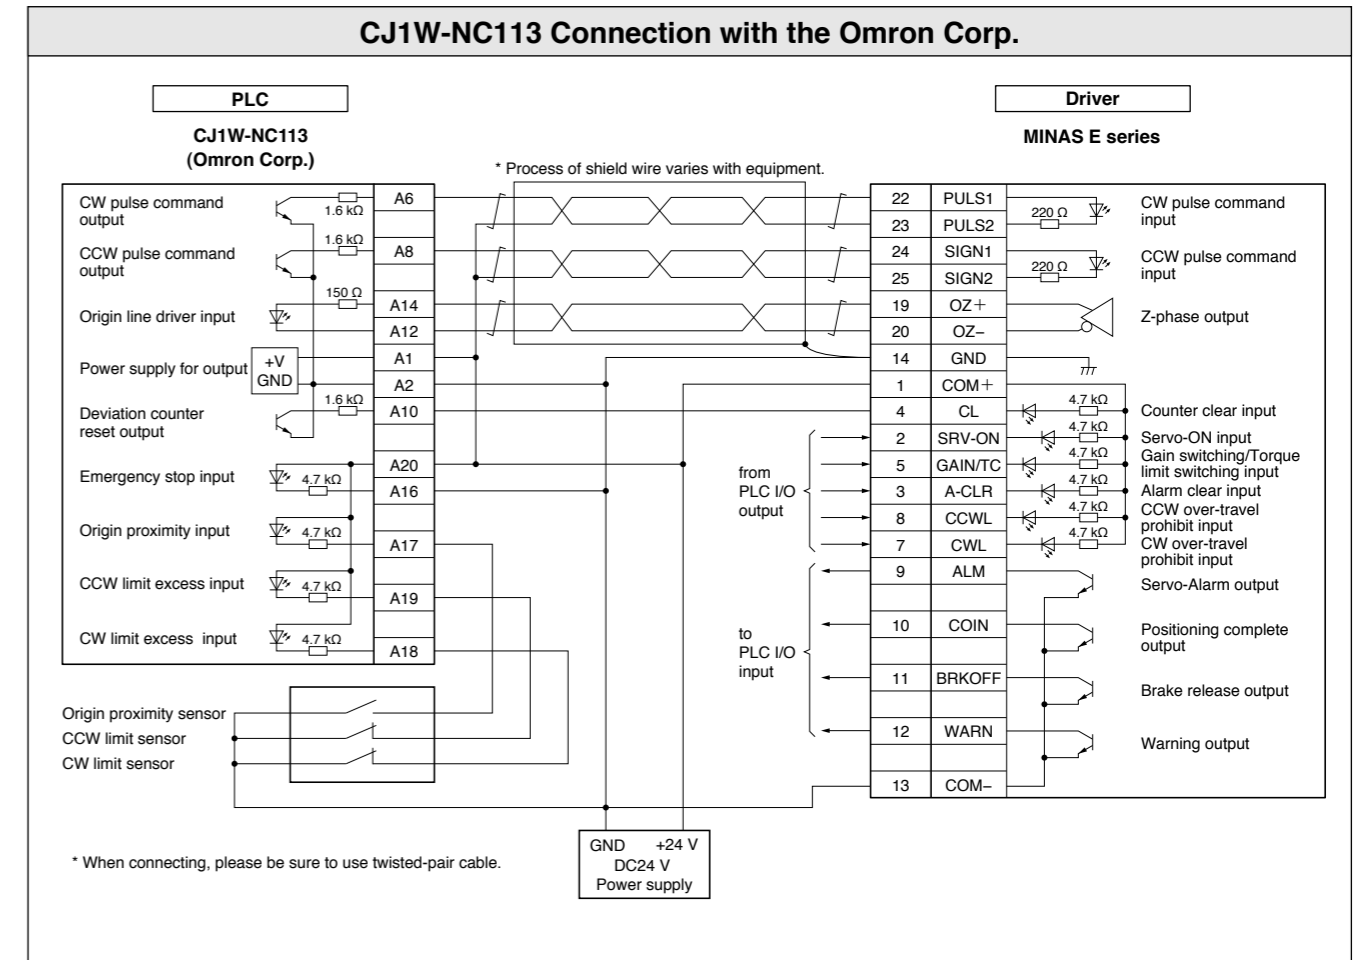 CJ1W-NC113 Connection with the Omron Corp.
PLC
CJ1W-NC113
(Omron Corp.)
Driver
MINAS E series
* Process of shield wire varies with equipment.
CW pulse command
output
1.6 kΩ
A6
CCW pulse command
output
1.6 kΩ
A8
Origin line driver input
150 Ω
A14
A12
Power supply for output
+V
GND
A1
A2
Deviation counter
reset output
1.6 kΩ
A10
Emergency stop input
4.7 kΩ
A20
A16
Origin proximity input
4.7 kΩ
A17
CCW limit excess input
4.7 kΩ
A19
CW limit excess input
4.7 kΩ
A18
Origin proximity sensor
CCW limit sensor
CW limit sensor
from
PLC I/O
output
to
PLC I/O
input
22 PULS1
23 PULS2
220 Ω
CW pulse command
input
24 SIGN1
25 SIGN2
220 Ω
CCW pulse command
input
19 OZ+
20 OZ−
Z-phase output
14 GND
1 COM+
4 CL 4.7 kΩ Counter clear input
2 SRV-ON 4.7 kΩ Servo-ON input
5 GAIN/TC 4.7 kΩ Gain switching/Torque
limit switching input
3 A-CLR 4.7 kΩ Alarm clear input
8 CCWL 4.7 kΩ CCW over-travel
prohibit input
7 CWL 4.7 kΩ CW over-travel
prohibit input
9 ALM Servo-Alarm output
10 COIN Positioning complete
output
11 BRKOFF Brake release output
12 WARN Warning output
13 COM−
GND +24 V
DC24 V
Power supply
* When connecting, please be sure to use twisted-pair cable.